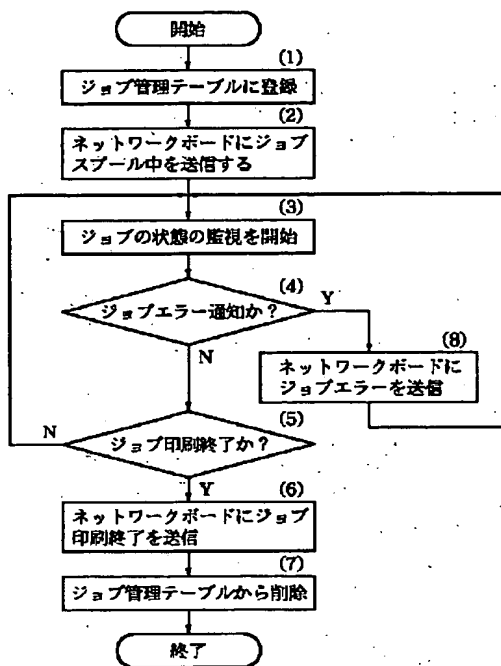 開始
(1)
ジョブ管理テーブルに登録
(2)
ネットワークボードにジョブ
スプール中を送信する
(3)
ジョブの状態の監視を開始
(4)
ジョブエラー通知か?
Y
N
(8)
ネットワークボードに
ジョブエラーを送信
(5)
N
ジョブ印刷終了か?
Y
(6)
ネットワークボードにジョブ
印刷終了を送信
(7)
ジョブ管理テーブルから削除
終了